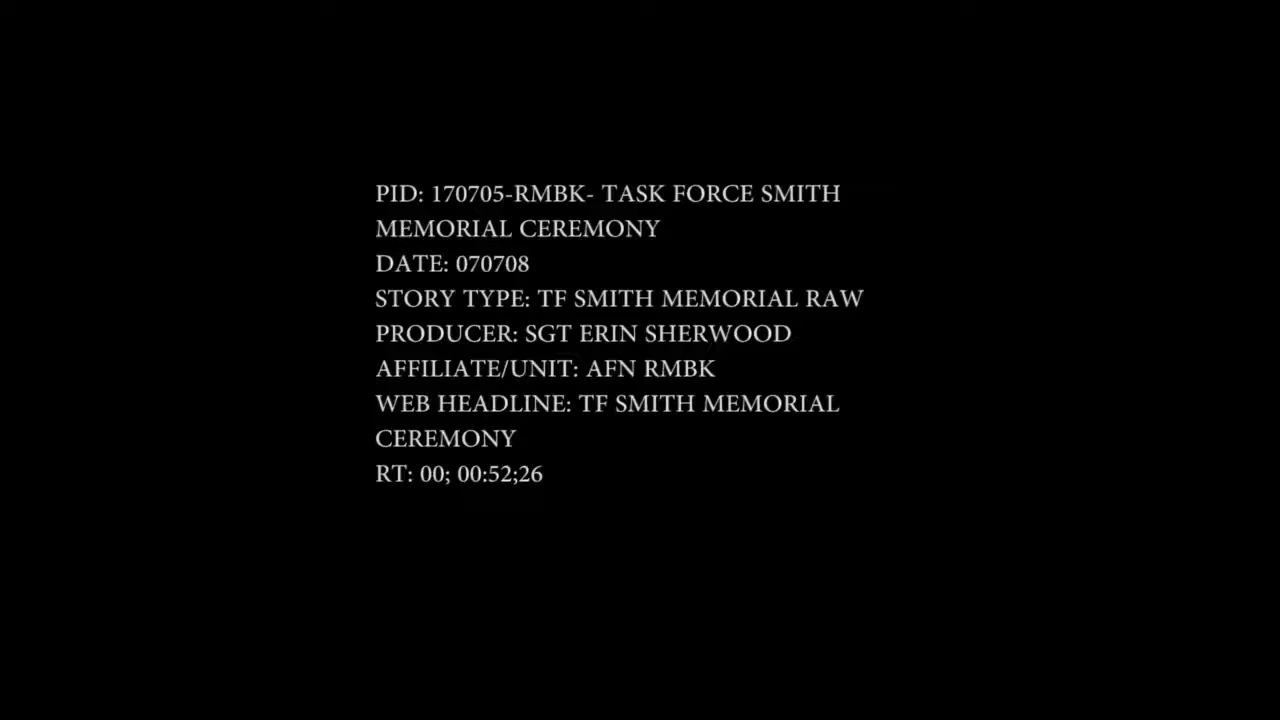 PID: 170705-RMBK- TASK FORCE SMITH
MEMORIAL CEREMONY
DATE: 070708
STORY TYPE: TF SMITH MEMORIAL RAW
PRODUCER: SGT ERIN SHERWOOD
AFFILIATE/UNIT: AFN RMBK
WEB HEADLINE: TF SMITH MEMORIAL
CEREMONY
RT: 00; 00:52;26